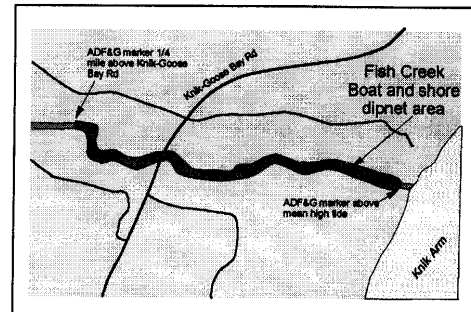 ADF&G marker 1/4
mile above Knik-Goose
Bay Rd
Knik-Goose Bay Rd
Fish Creek
Boat and shore
dipnet area
ADF&G marker above
mean high tide
Knik Arm